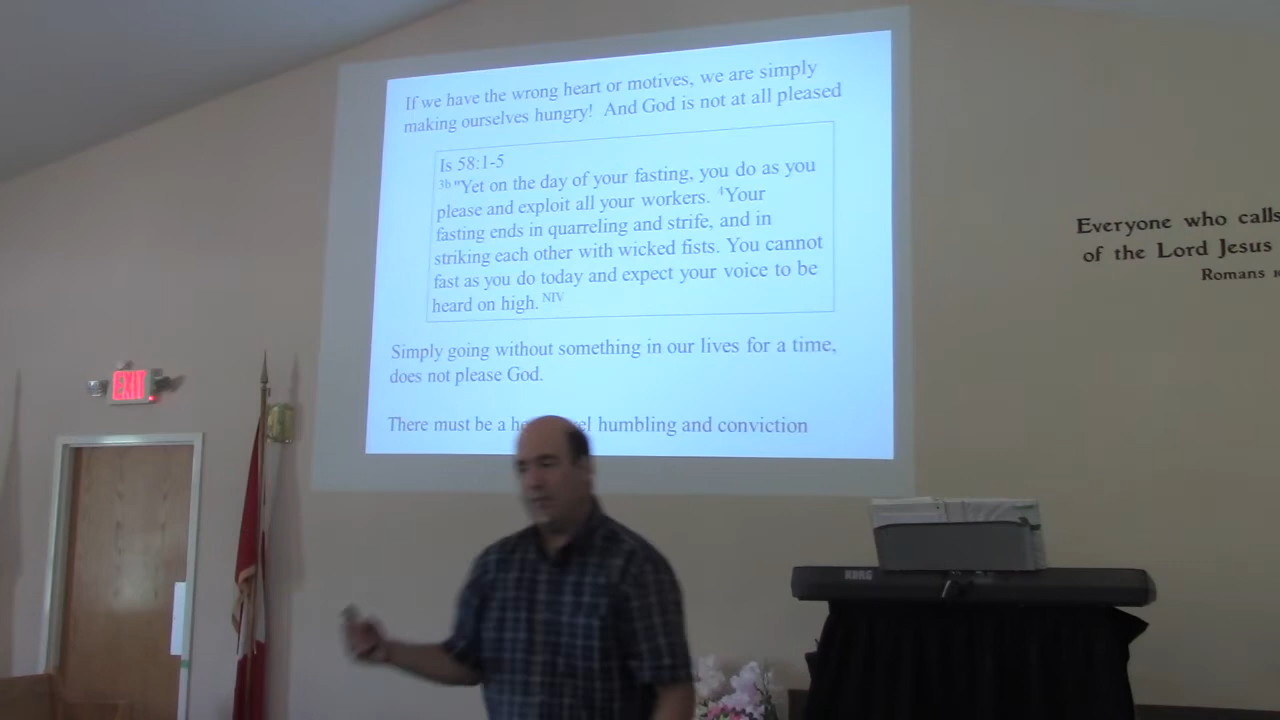 If we have the wrong heart or motives, we are simply
making ourselves hungry! And God is not at all pleased
Is 58:1-5
3b "Yet on the day of your fasting, you do as you
please and exploit all your workers. 4Your
fasting ends in quarreling and strife, and in
striking each other with wicked fists. You cannot
fast as you do today and expect your voice to be
heard on high. NIV
Simply going without something in our lives for a time,
does not please God.
There must be a humbling and conviction
Everyone who calls
of the Lord Jesus
Romans
EXIT
KORG